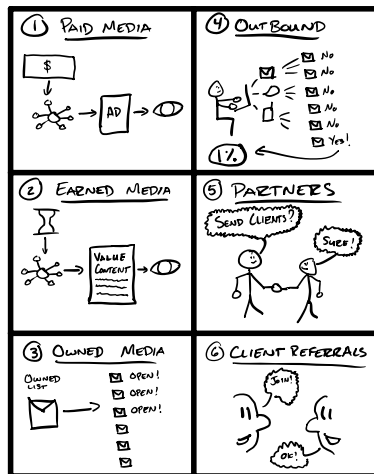 1 PAID MEDIA
$
AD
2 EARNED MEDIA
VALUE
CONTENT
3 OWNED MEDIA
OWNED
LIST
OPEN!
OPEN!
OPEN!
4 OUTBOUND
No
No
No
No
No
Yes!
1%
5 PARTNERS
SEND CLIENTS?
SURE!
6 CLIENT REFERRALS
JOIN!
OK!